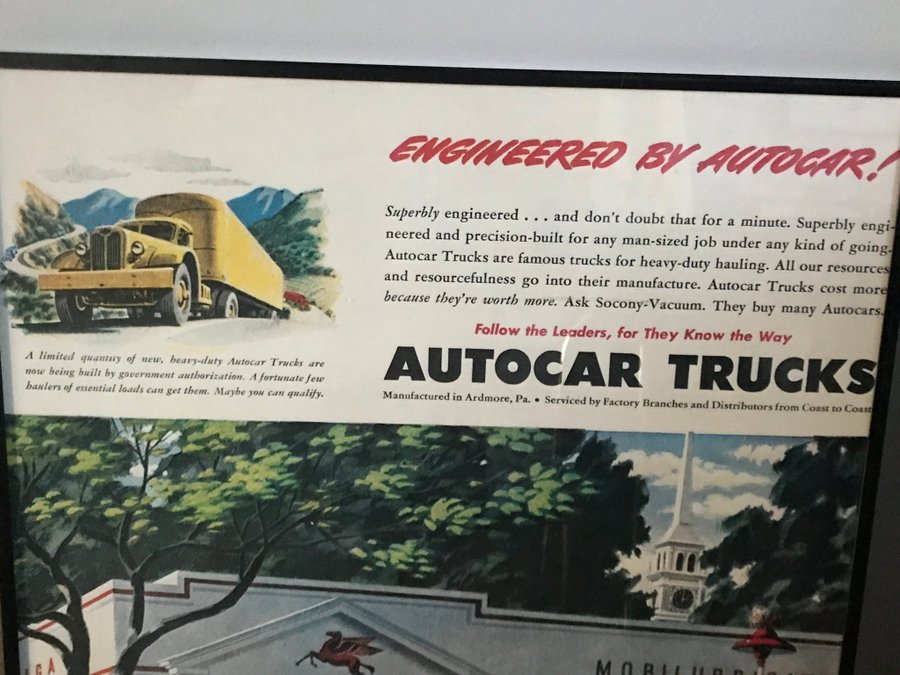 ENGINEERED BY AUTOCAR!
Superbly engineered . . . and don't doubt that for a minute. Superbly engi-
neered and precision-built for any man-sized job under any kind of going.
Autocar Trucks are famous trucks for heavy-duty hauling. All our resources
and resourcefulness go into their manufacture. Autocar Trucks cost more
because they're worth more. Ask Socony-Vacuum. They buy many Autocars.
Follow the Leaders, for They Know the Way
AUTOCAR TRUCKS
Manufactured in Ardmore, Pa. • Serviced by Factory Branches and Distributors from Coast to Coast
A limited quantity of new, heavy-duty Autocar Trucks are
now being built by government authorization. A fortunate few
haulers of essential loads can get them. Maybe you can qualify.